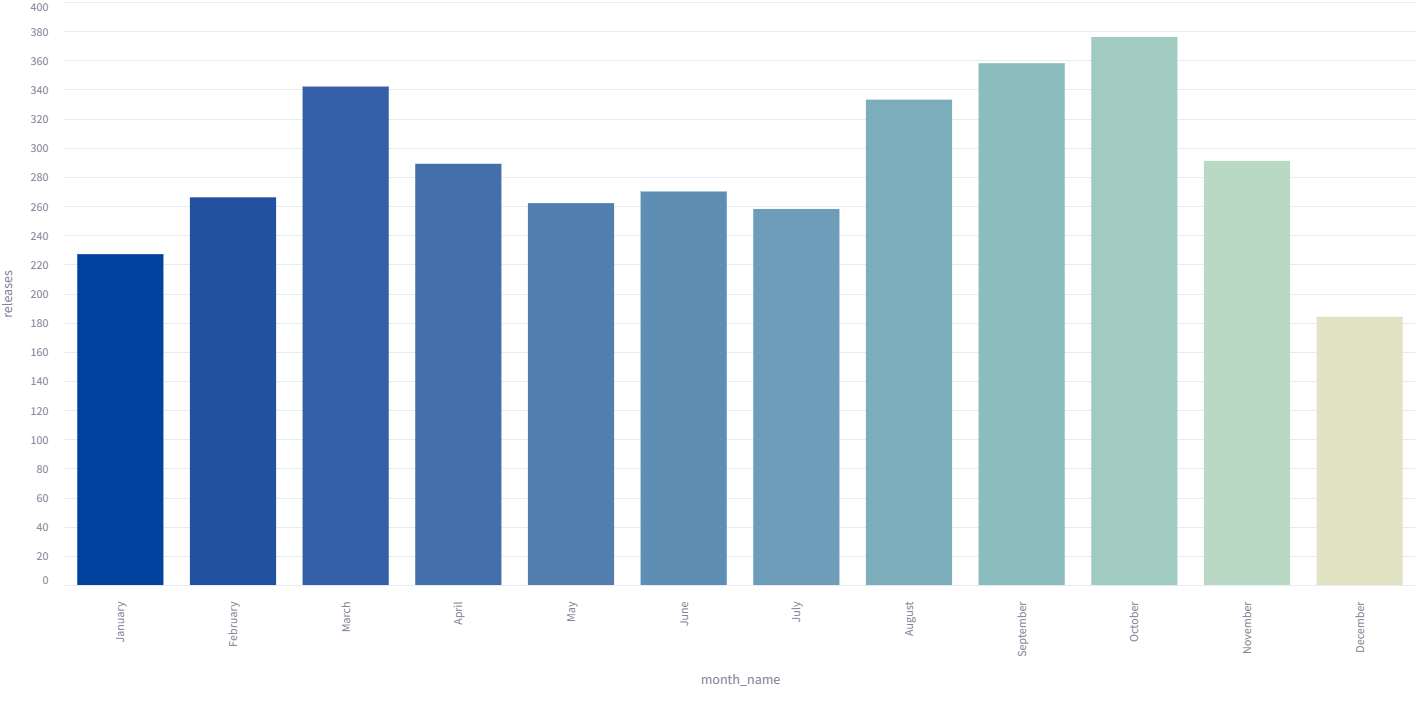 400
380
360
340
320
300
280
260
240
220
200
180
160
140
120
100
80
60
40
20
0
releases
January
February
March
April
May
June
July
August
September
October
November
December
month_name